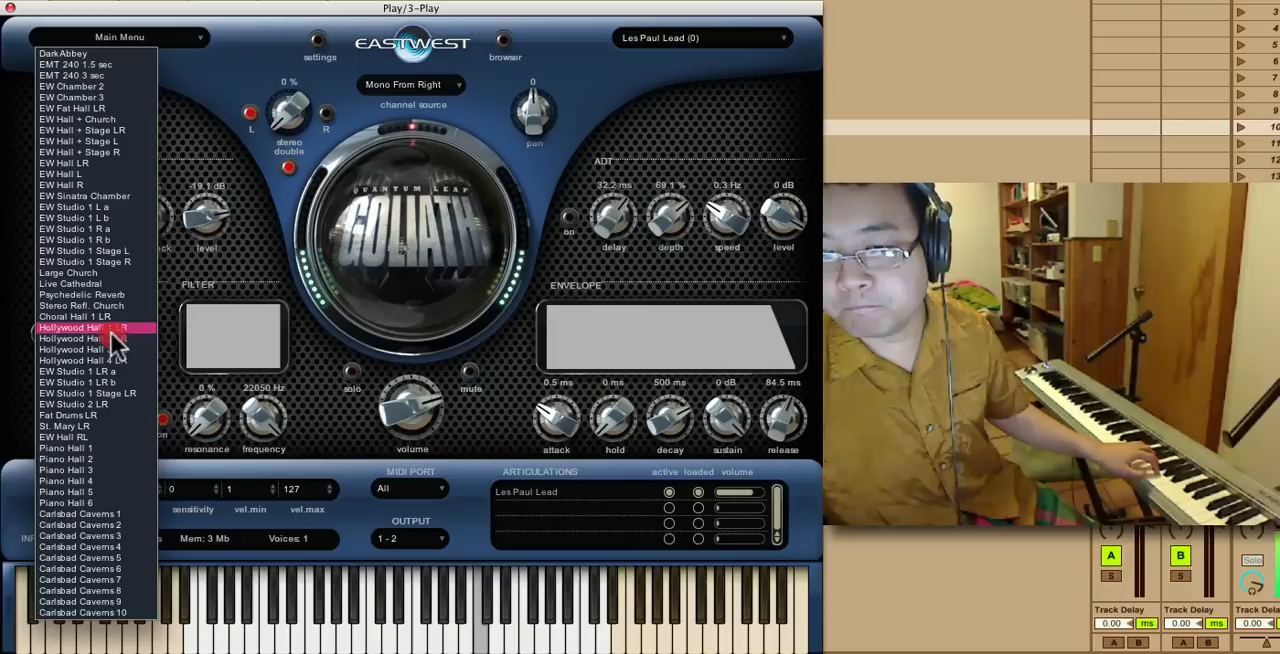 Play/3-Play
Main Menu
settings
EASTWEST
browser
Les Paul Lead (0)
DarkAbbey
EMT 240 1.5 sec
EMT 240 3 sec
EW Chamber 2
EW Chamber 3
EW Fat Hall LR
EW Hall + Church
EW Hall + Stage LR
EW Hall + Stage L
EW Hall + Stage R
EW Hall LR
EW Hall L
EW Hall R
EW Sinatra Chamber
EW Studio 1 L a
EW Studio 1 L b
EW Studio 1 R a
EW Studio 1 R b
EW Studio 1 Stage L
EW Studio 1 Stage R
Large Church
Live Cathedral
Psychedelic Reverb
Stereo Refl. Church
Choral Hall 1 LR
Hollywood Hall LR
Hollywood Hal
Hollywood Hall
Hollywood Hall 4 LR
EW Studio 1 LR a
EW Studio 1 LR b
EW Studio 1 Stage LR
EW Studio 2 LR
Fat Drums LR
St. Mary LR
EW Hall RL
Piano Hall 1
Piano Hall 2
Piano Hall 3
Piano Hall 4
Piano Hall 5
Piano Hall 6
Carlsbad Caverns 1
Carlsbad Caverns 2
Carlsbad Caverns 3
Carlsbad Caverns 4
Carlsbad Caverns 5
Carlsbad Caverns 6
Carlsbad Caverns 7
Carlsbad Caverns 8
Carlsbad Caverns 9
Carlsbad Caverns 10
0 %
Mono From Right
channel source
0
L
R
stereo
double
pan
-19.1 dB
level
QUANTUM LEAP
GOLIATH
ADT
32.2 ms 69.1 % 0.3 Hz 0 dB
on
delay depth speed level
FILTER
ENVELOPE
solo
mute
0 % 22050 Hz
on
resonance frequency
volume
0.5 ms 0 ms 500 ms 0 dB 84.5 ms
attack hold decay sustain release
MIDI PORT
All
0 1 127
sensitivity vel.min vel.max
OUTPUT
1 - 2
Mem: 3 Mb Voices: 1
ARTICULATIONS active loaded volume
Les Paul Lead
3
9
10
11
12
13
A
B
S
S
Solo
Track Delay Track Delay Track Dela
0.00 ms 0.00 ms 0.00
A B A B